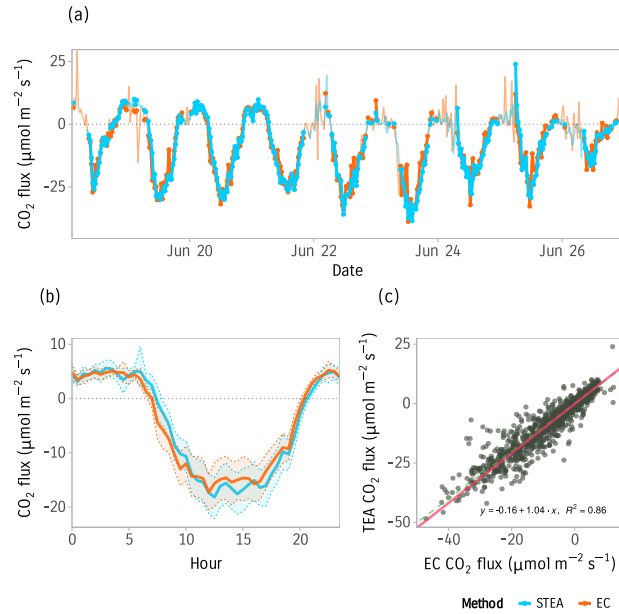 (a)
CO₂ flux (μmol m⁻² s⁻¹)
25
0
-25
Jun 20
Jun 22
Jun 24
Jun 26
Date
(b)
CO₂ flux (μmol m⁻² s⁻¹)
10
0
-10
-20
0
5
10
15
20
Hour
(c)
TEA CO₂ flux (μmol m⁻² s⁻¹)
25
0
-25
-50
y = -0.16 + 1.04 · x, R² = 0.86
-40
-20
0
EC CO₂ flux (μmol m⁻² s⁻¹)
Method STEA EC